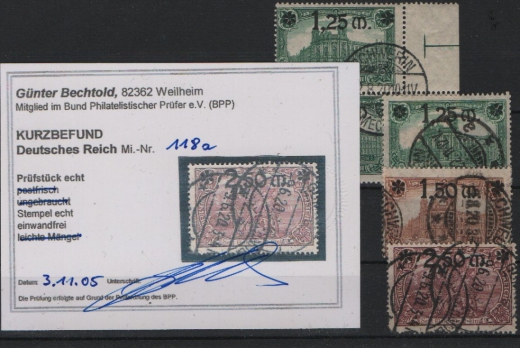 Günter Bechtold, 82362 Weilheim
Mitglied im Bund Philatelistischer Prüfer e.V. (BPP)
KURZBEFUND
Deutsches Reich Mi.-Nr. 118a
Prüfstück echt
postfrisch
ungebraucht
Stempel echt
einwandfrei
leichte Mängel
Datum: 3.11.05 Unterschrift:
Die Prüfung erfolgte auf Grund der Prüfordnung des BPP.
2,50 m.
1,25 m.
1,25 m.
1,50 m.
2,50